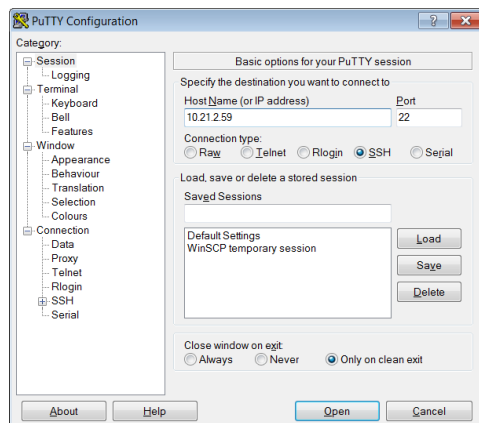 PuTTY Configuration
Category:
Session
Logging
Terminal
Keyboard
Bell
Features
Window
Appearance
Behaviour
Translation
Selection
Colours
Connection
Data
Proxy
Telnet
Rlogin
SSH
Serial
Basic options for your PuTTY session
Specify the destination you want to connect to
Host Name (or IP address) Port
10.21.2.59 22
Connection type:
Raw Telnet Rlogin SSH Serial
Load, save or delete a stored session
Saved Sessions
Default Settings
WinSCP temporary session
Load
Save
Delete
Close window on exit:
Always Never Only on clean exit
About Help Open Cancel